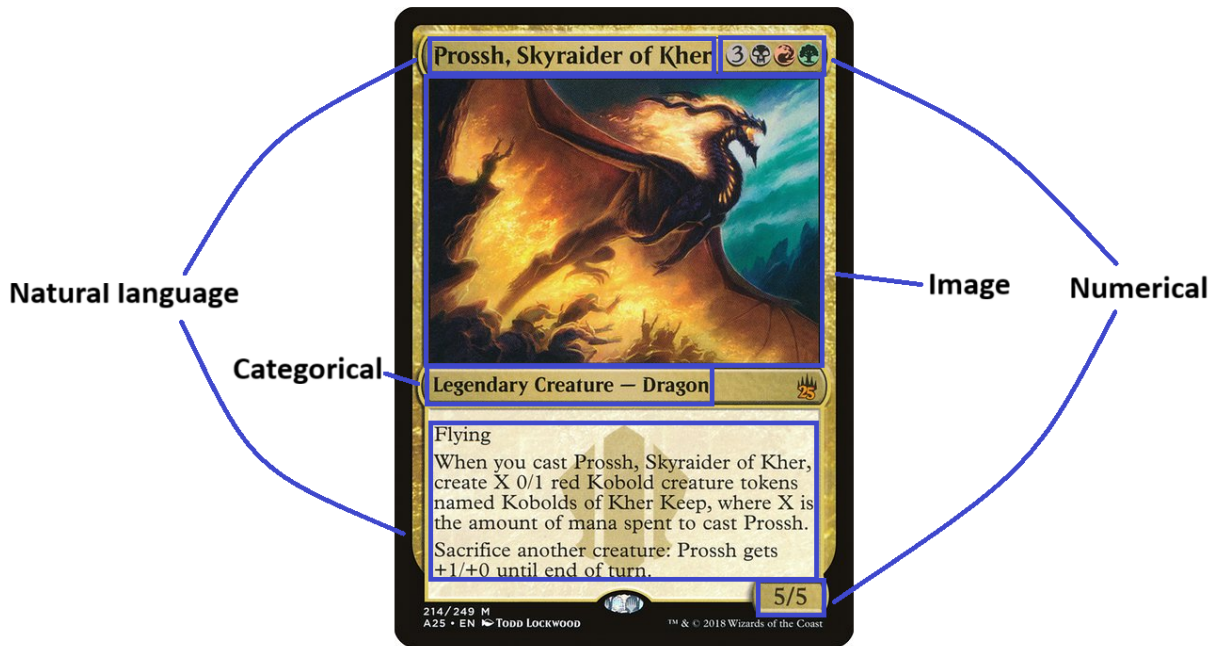 Prossh, Skyraider of Kher 3
Natural language
Image
Numerical
Categorical
Legendary Creature — Dragon 25
Flying
When you cast Prossh, Skyraider of Kher,
create X 0/1 red Kobold creature tokens
named Kobolds of Kher Keep, where X is
the amount of mana spent to cast Prossh.
Sacrifice another creature: Prossh gets
+1/+0 until end of turn.
5/5
214/249 M
A25 • EN Todd Lockwood
™ & © 2018 Wizards of the Coast